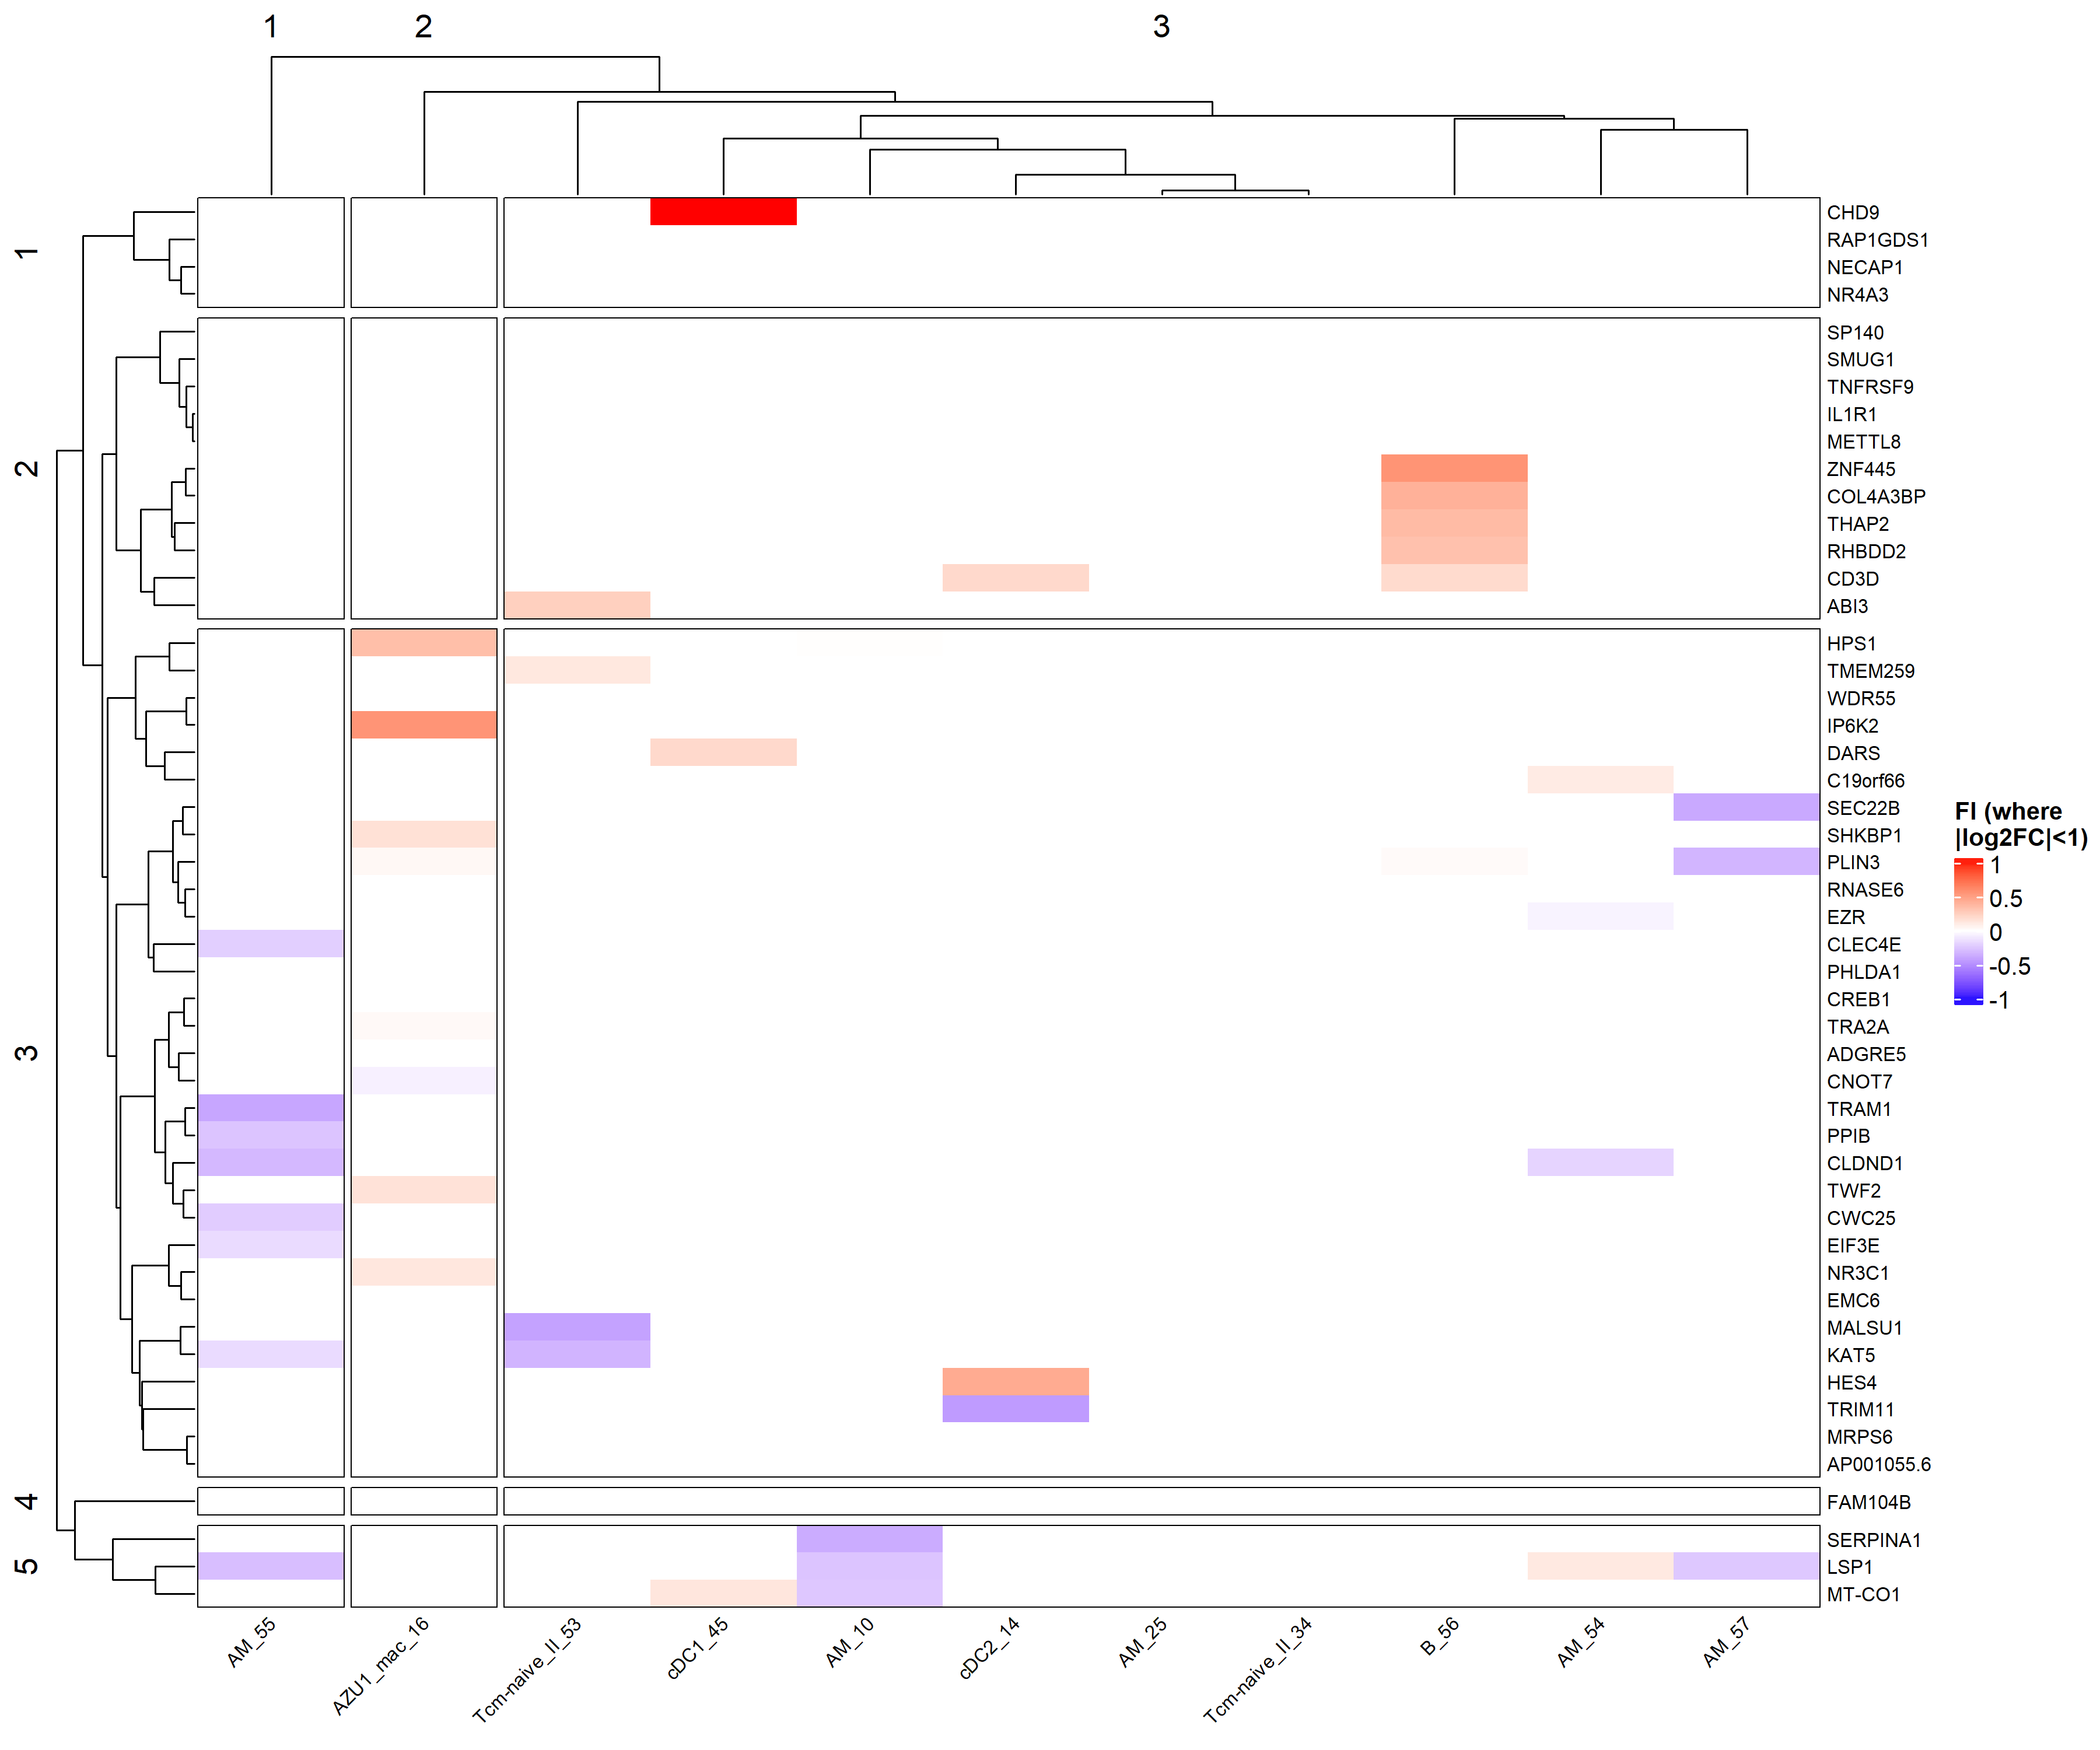 1
2
3
1
2
3
4
5
CHD9
RAP1GDS1
NECAP1
NR4A3
SP140
SMUG1
TNFRSF9
IL1R1
METTL8
ZNF445
COL4A3BP
THAP2
RHBDD2
CD3D
ABI3
HPS1
TMEM259
WDR55
IP6K2
DARS
C19orf66
SEC22B
SHKBP1
PLIN3
RNASE6
EZR
CLEC4E
PHLDA1
CREB1
TRA2A
ADGRE5
CNOT7
TRAM1
PPIB
CLDND1
TWF2
CWC25
EIF3E
NR3C1
EMC6
MALSU1
KAT5
HES4
TRIM11
MRPS6
AP001055.6
FAM104B
SERPINA1
LSP1
MT-CO1
FI (where
|log2FC|<1)
1
0.5
0
-0.5
-1
AM_55
AZU1_mac_16
Tcm-naive_II_53
cDC1_45
AM_10
cDC2_14
AM_25
Tcm-naive_II_34
B_56
AM_54
AM_57